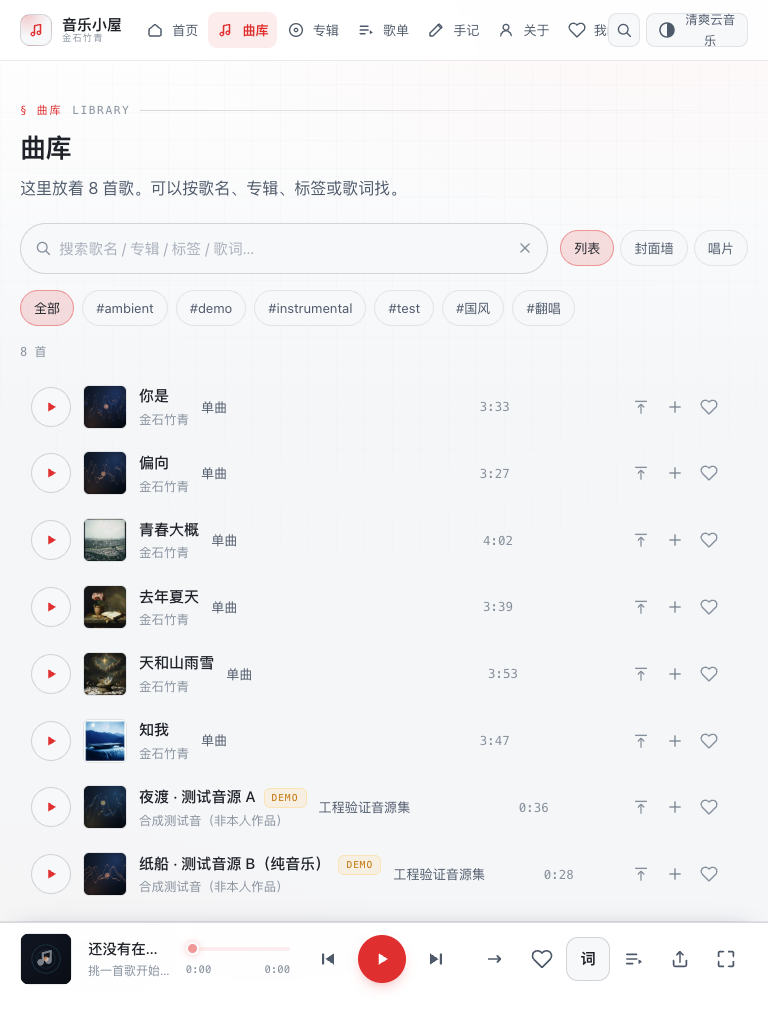 音乐小屋
金石竹青
首页
曲库
专辑
歌单
手记
关于
我
清爽云音
乐
§ 曲库 LIBRARY
曲库
这里放着 8 首歌。可以按歌名、专辑、标签或歌词找。
搜索歌名 / 专辑 / 标签 / 歌词...
列表
封面墙
唱片
全部
#ambient
#demo
#instrumental
#test
#国风
#翻唱
8 首
你是
金石竹青
单曲
3:33
偏向
金石竹青
单曲
3:27
青春大概
金石竹青
单曲
4:02
去年夏天
金石竹青
单曲
3:39
天和山雨雪
金石竹青
单曲
3:53
知我
金石竹青
单曲
3:47
夜渡 · 测试音源 A DEMO
合成测试音（非本人作品）
工程验证音源集
0:36
纸船 · 测试音源 B（纯音乐） DEMO
合成测试音（非本人作品）
工程验证音源集
0:28
还没有在...
挑一首歌开始...
0:00
0:00
词